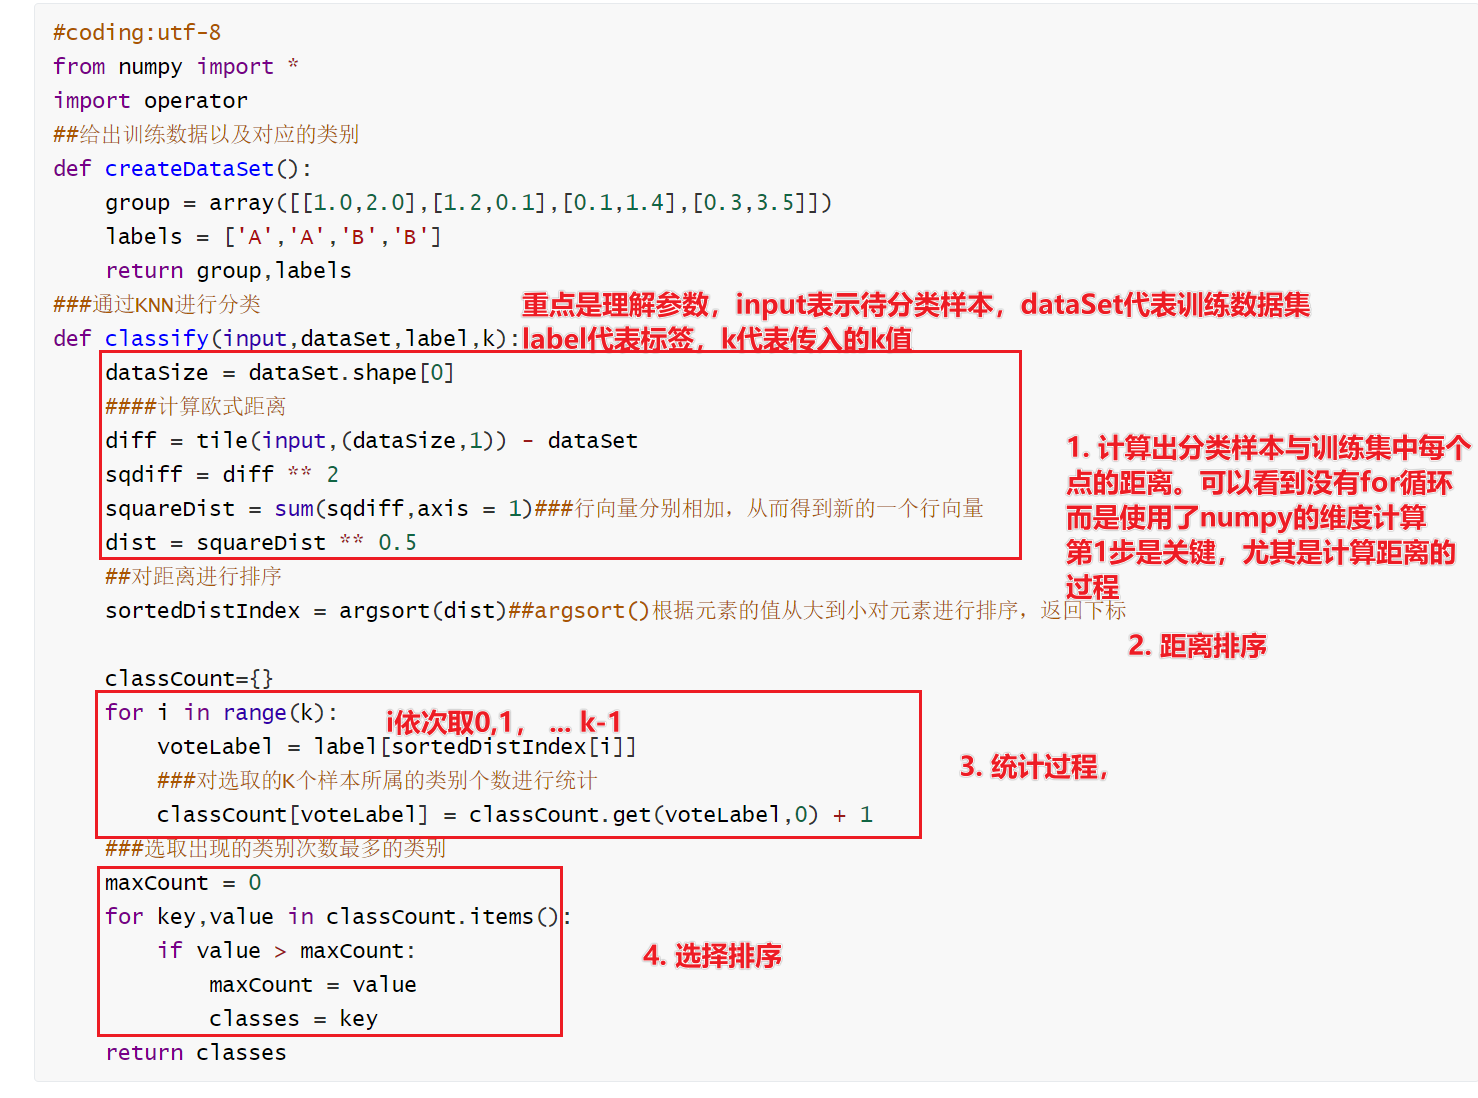 #coding:utf-8
from numpy import *
import operator
##给出训练数据以及对应的类别
def createDataSet():
    group = array([[1.0,2.0],[1.2,0.1],[0.1,1.4],[0.3,3.5]])
    labels = ['A','A','B','B']
    return group,labels
###通过KNN进行分类
重点是理解参数，input表示待分类样本，dataSet代表训练数据集
def classify(input,dataSet,label,k):
label代表标签，k代表传入的k值
    dataSize = dataSet.shape[0]
    ####计算欧式距离
    diff = tile(input,(dataSize,1)) - dataSet
    sqdiff = diff ** 2
    squareDist = sum(sqdiff,axis = 1)###行向量分别相加，从而得到新的一个行向量
    dist = squareDist ** 0.5
1. 计算出分类样本与训练集中每个
点的距离。可以看到没有for循环
而是使用了numpy的维度计算
第1步是关键，尤其是计算距离的
过程
    ##对距离进行排序
    sortedDistIndex = argsort(dist)##argsort()根据元素的值从大到小对元素进行排序，返回下标
2. 距离排序
    classCount={}
    for i in range(k):
i依次取0,1， ... k-1
        voteLabel = label[sortedDistIndex[i]]
        ###对选取的K个样本所属的类别个数进行统计
        classCount[voteLabel] = classCount.get(voteLabel,0) + 1
3. 统计过程，
    ###选取出现的类别次数最多的类别
    maxCount = 0
    for key,value in classCount.items():
        if value > maxCount:
            maxCount = value
            classes = key
4. 选择排序
    return classes